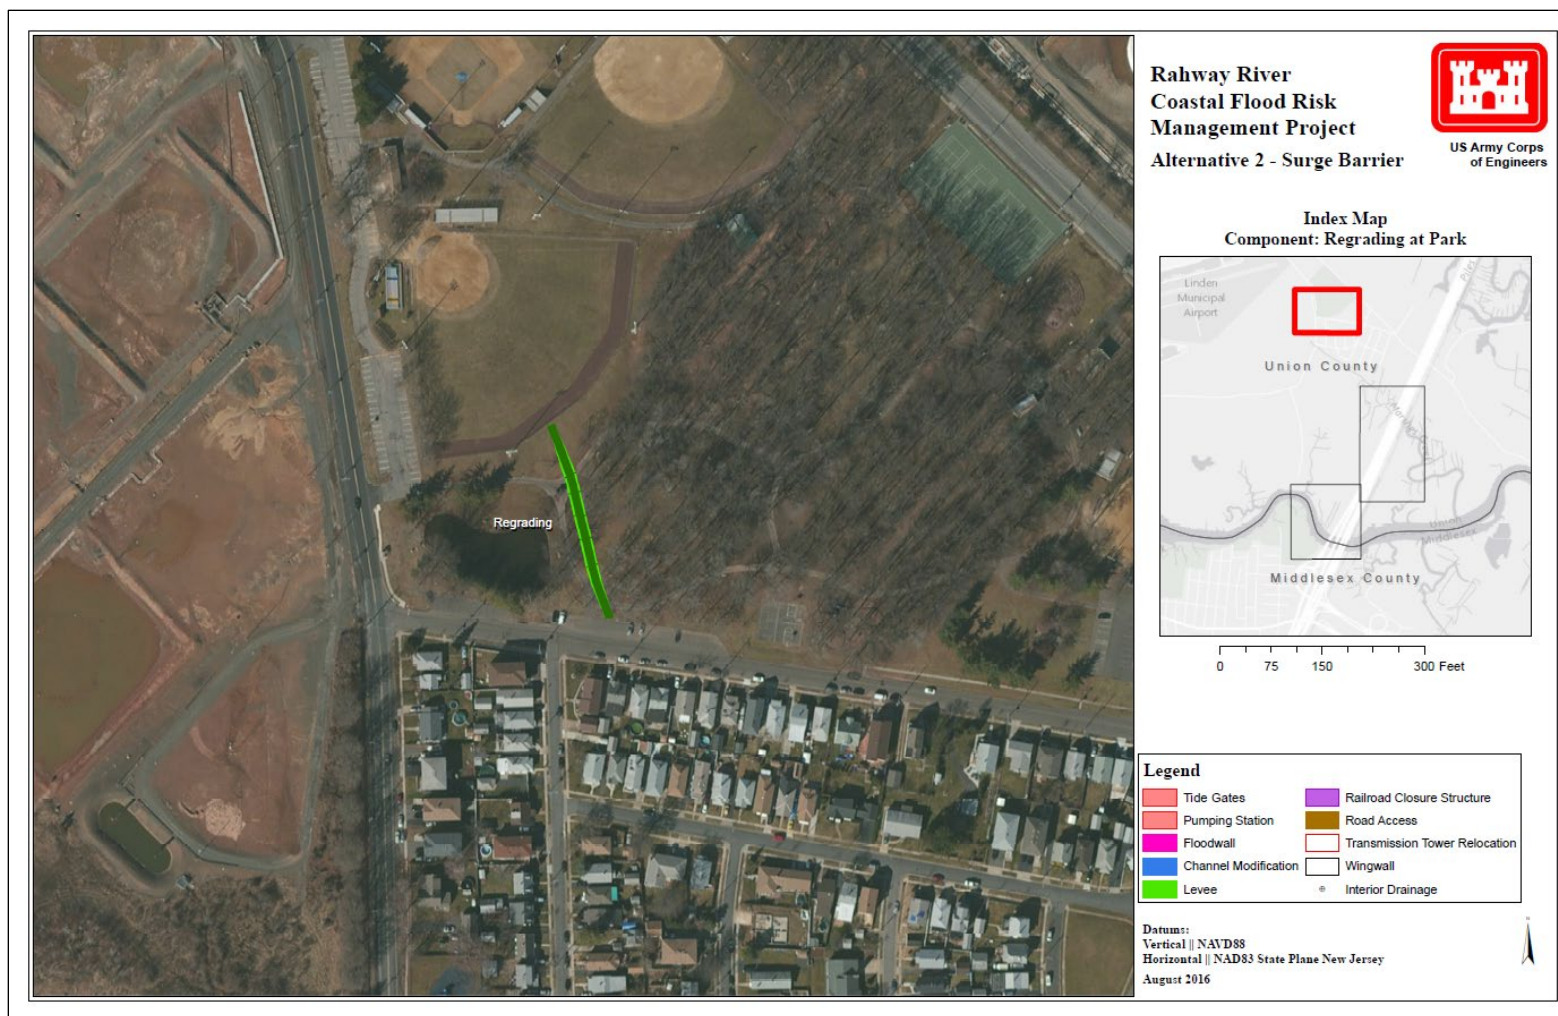 Rahway River
Coastal Flood Risk
Management Project
Alternative 2 - Surge Barrier
US Army Corps
of Engineers
Index Map
Component: Regrading at Park
Linden
Municipal
Airport
Piles
Union County
Union
Middlesex
Middlesex County
0 75 150 300 Feet
Regrading
Legend
Tide Gates
Pumping Station
Floodwall
Channel Modification
Levee
Railroad Closure Structure
Road Access
Transmission Tower Relocation
Wingwall
Interior Drainage
Datums:
Vertical || NAVD88
Horizontal || NAD83 State Plane New Jersey
August 2016